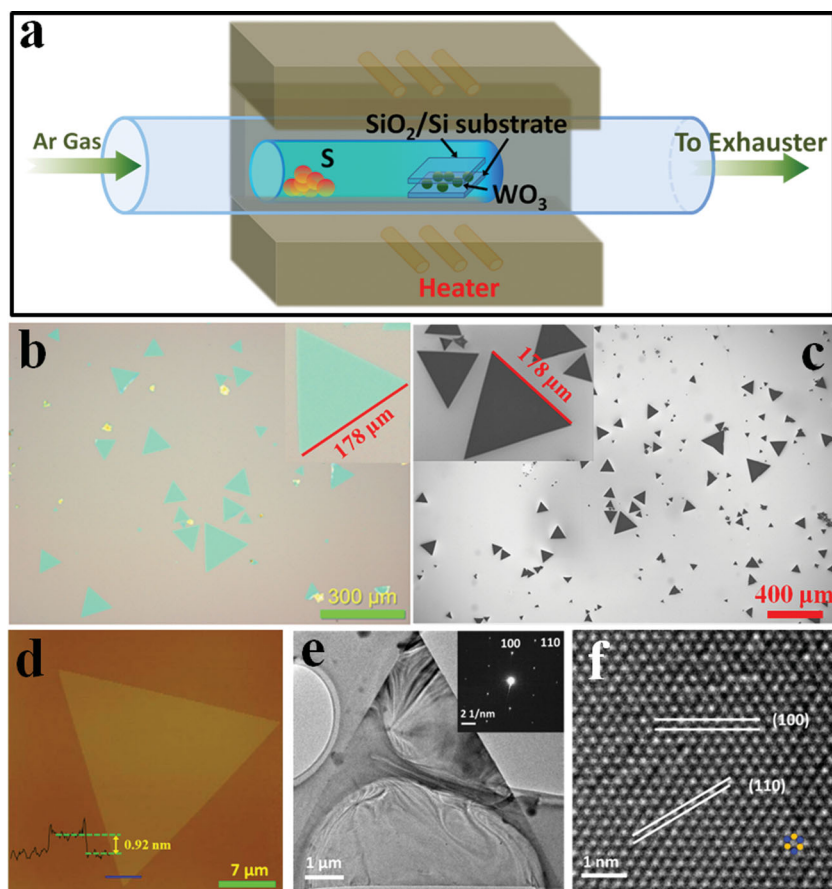 a
Ar Gas
S
SiO₂/Si substrate
WO₃
To Exhauster
Heater
b
178 μm
300 μm
c
178 μm
400 μm
d
0.92 nm
7 μm
e
100 110
2 1/nm
1 μm
f
(100)
(110)
1 nm